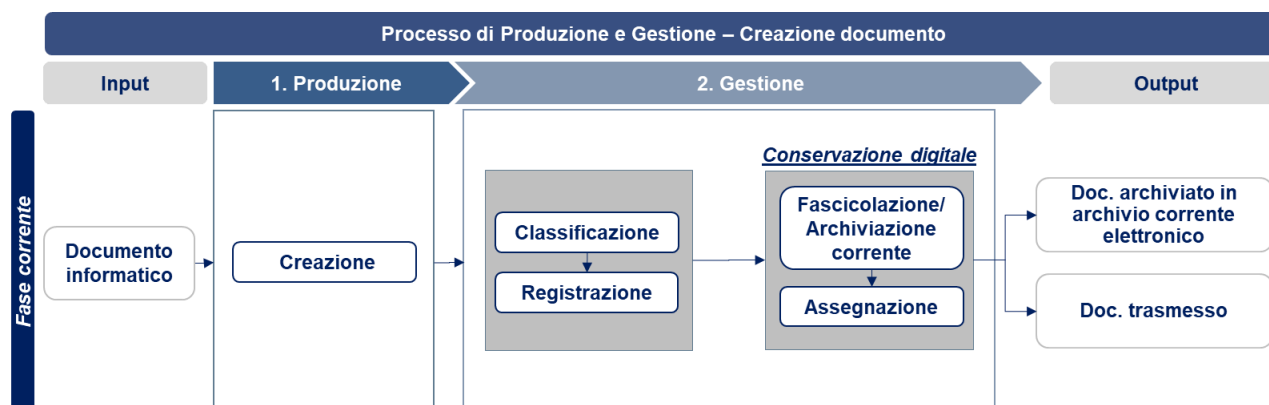 Processo di Produzione e Gestione – Creazione documento
Input
1. Produzione
2. Gestione
Output
Fase corrente
Documento
informatico
Creazione
Classificazione
Registrazione
Conservazione digitale
Fascicolazione/
Archiviazione
corrente
Assegnazione
Doc. archiviato in
archivio corrente
elettronico
Doc. trasmesso